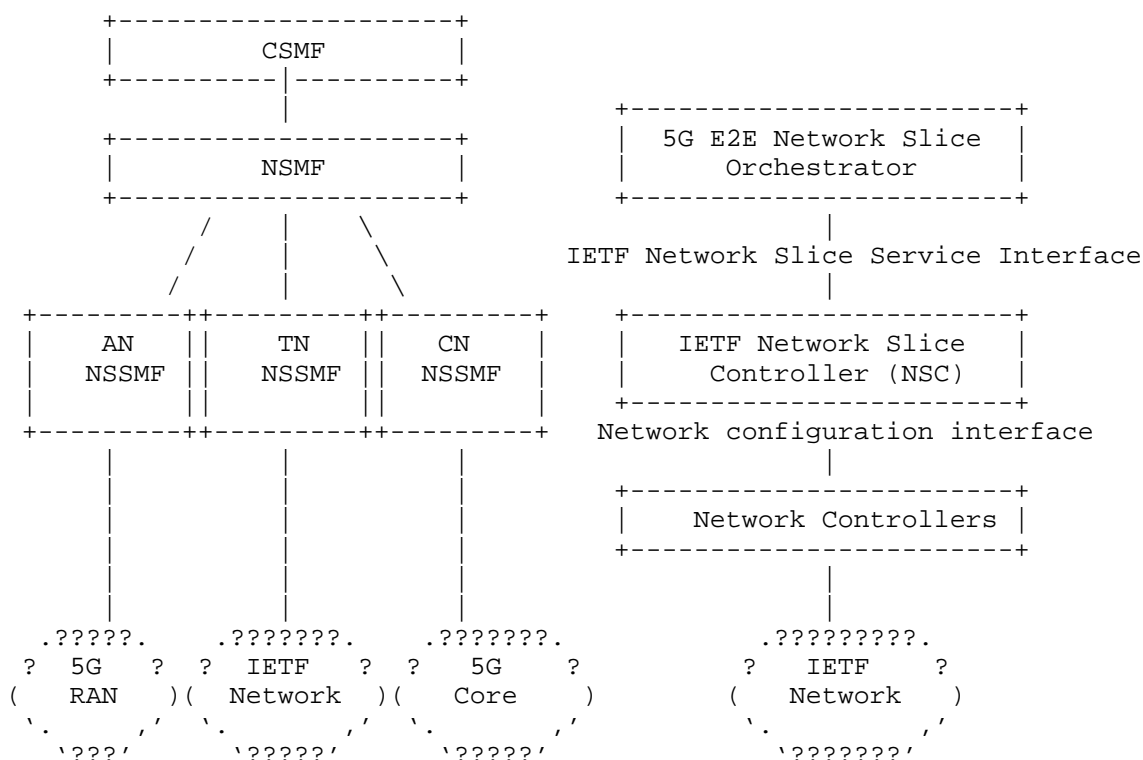 CSMF
5G E2E Network Slice
NSMF Orchestrator
IETF Network Slice Service Interface
AN TN CN IETF Network Slice
NSSMF NSSMF NSSMF Controller (NSC)
Network configuration interface
Network Controllers
.?????. .???????. .???????. .?????????.
? 5G ? ? IETF ? ? 5G ? ? IETF ?
( RAN )( Network )( Core ) ( Network )
‘. ,’ ‘. ,’ ‘. ,’ ‘. ,’
‘???’ ‘?????’ ‘?????’ ‘???????’